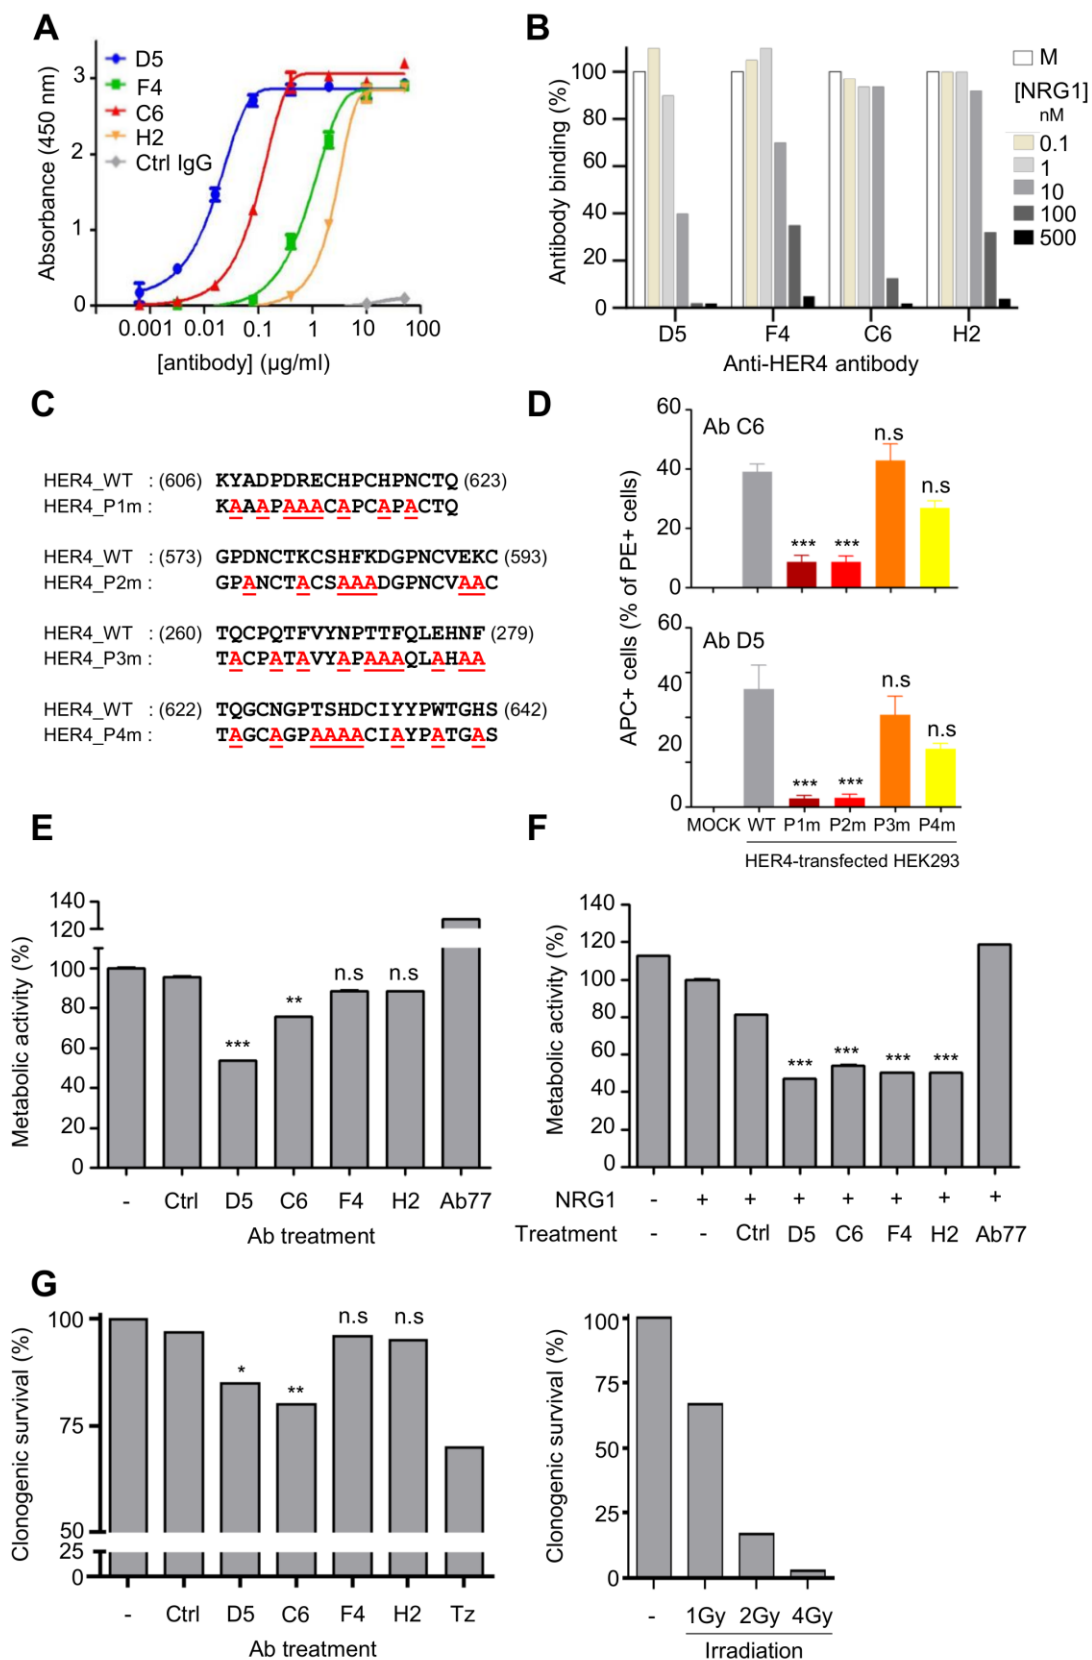 A
D5
F4
C6
H2
Ctrl IgG
Absorbance (450 nm)
3
2
1
0
0.001 0.01 0.1 1 10 100
[antibody] (µg/ml)
B
Antibody binding (%)
100
80
60
40
20
0
D5 F4 C6 H2
Anti-HER4 antibody
M
[NRG1]
nM
0.1
1
10
100
500
C
HER4_WT : (606) KYADPDRECHPCHPNCTQ (623)
HER4_P1m : KAAAPAAACAPCAPACTQ
HER4_WT : (573) GPDNCTKCSHFKDGPNCVEKC (593)
HER4_P2m : GPANCTACSAAADGPNCVAAC
HER4_WT : (260) TQCPQTFVYNPTTFQLEHNF (279)
HER4_P3m : TACPATAVYAPAAAQLAHAA
HER4_WT : (622) TQGCNGPTSHDCIYYPWTGHS (642)
HER4_P4m : TAGCAGPAAAACIAYPATGAS
D
APC+ cells (% of PE+ cells)
60
40
20
0
Ab C6
*** *** n.s n.s
60
40
20
0
Ab D5
*** *** n.s n.s
MOCK WT P1m P2m P3m P4m
HER4-transfected HEK293
E
Metabolic activity (%)
140
120
100
80
60
40
20
0
*** ** n.s n.s
- Ctrl D5 C6 F4 H2 Ab77
Ab treatment
F
Metabolic activity (%)
140
120
100
80
60
40
20
0
*** *** *** ***
NRG1 - + + + + + + +
Treatment - - Ctrl D5 C6 F4 H2 Ab77
G
Clonogenic survival (%)
100
75
50
25
0
* ** n.s n.s
- Ctrl D5 C6 F4 H2 Tz
Ab treatment
Clonogenic survival (%)
100
75
50
25
0
- 1Gy 2Gy 4Gy
Irradiation